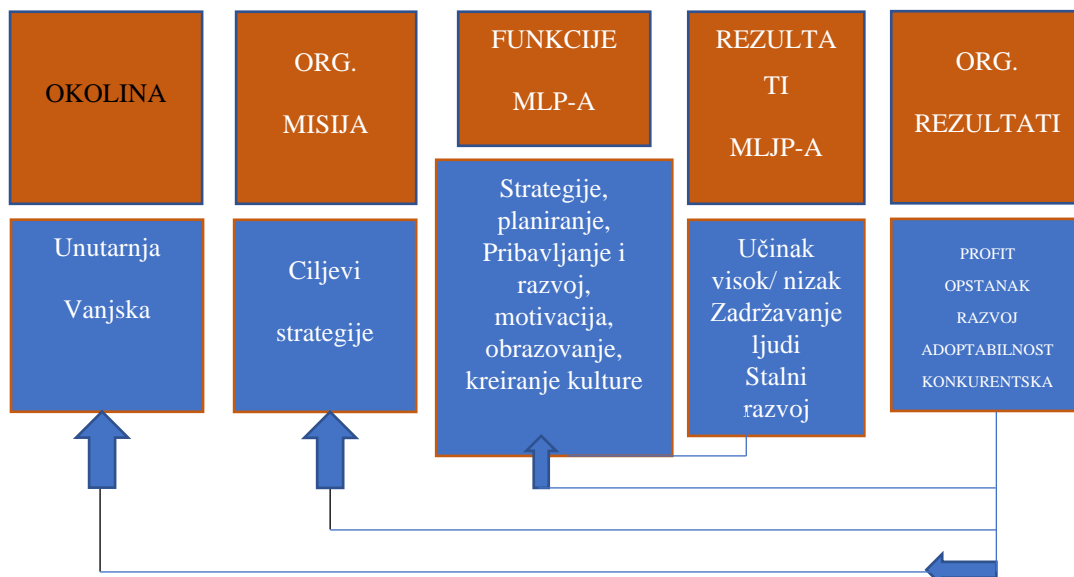 OKOLINA
ORG.
MISIJA
FUNKCIJE
MLP-A
REZULTA
TI
MLJP-A
ORG.
REZULTATI
Unutarnja
Vanjska
Ciljevi
strategije
Strategije,
planiranje,
Pribavljanje i
razvoj,
motivacija,
obrazovanje,
kreiranje kulture
Učinak
visok/ nizak
Zadržavanje
ljudi
Stalni
razvoj
PROFIT
OPSTANAK
RAZVOJ
ADOPTABILNOST
KONKURENTSKA